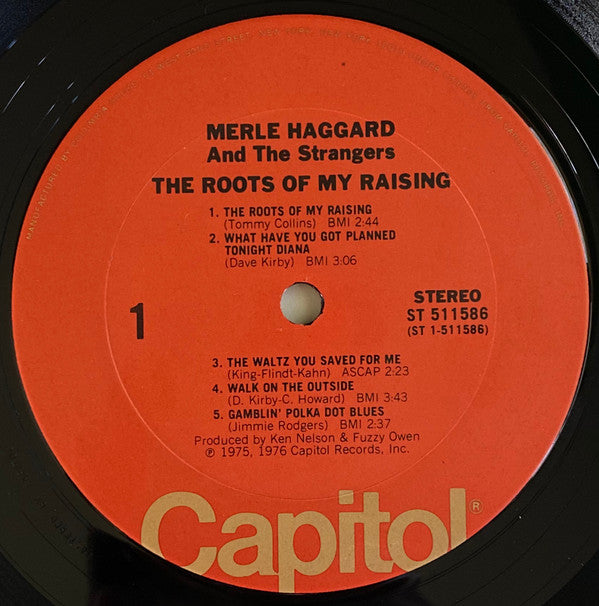 MERLE HAGGARD
And The Strangers
THE ROOTS OF MY RAISING
1. THE ROOTS OF MY RAISING
(Tommy Collins) BMI 2:44
2. WHAT HAVE YOU GOT PLANNED
TONIGHT DIANA
(Dave Kirby) BMI 3:06
1
STEREO
ST 511586
(ST 1-511586)
3. THE WALTZ YOU SAVED FOR ME
(King-Flindt-Kahn) ASCAP 2:23
4. WALK ON THE OUTSIDE
(D. Kirby-C. Howard) BMI 3:43
5. GAMBLIN' POLKA DOT BLUES
(Jimmie Rodgers) BMI 2:37
Produced by Ken Nelson & Fuzzy Owen
℗ 1975, 1976 Capitol Records, Inc.
Capitol®
MANUFACTURED BY